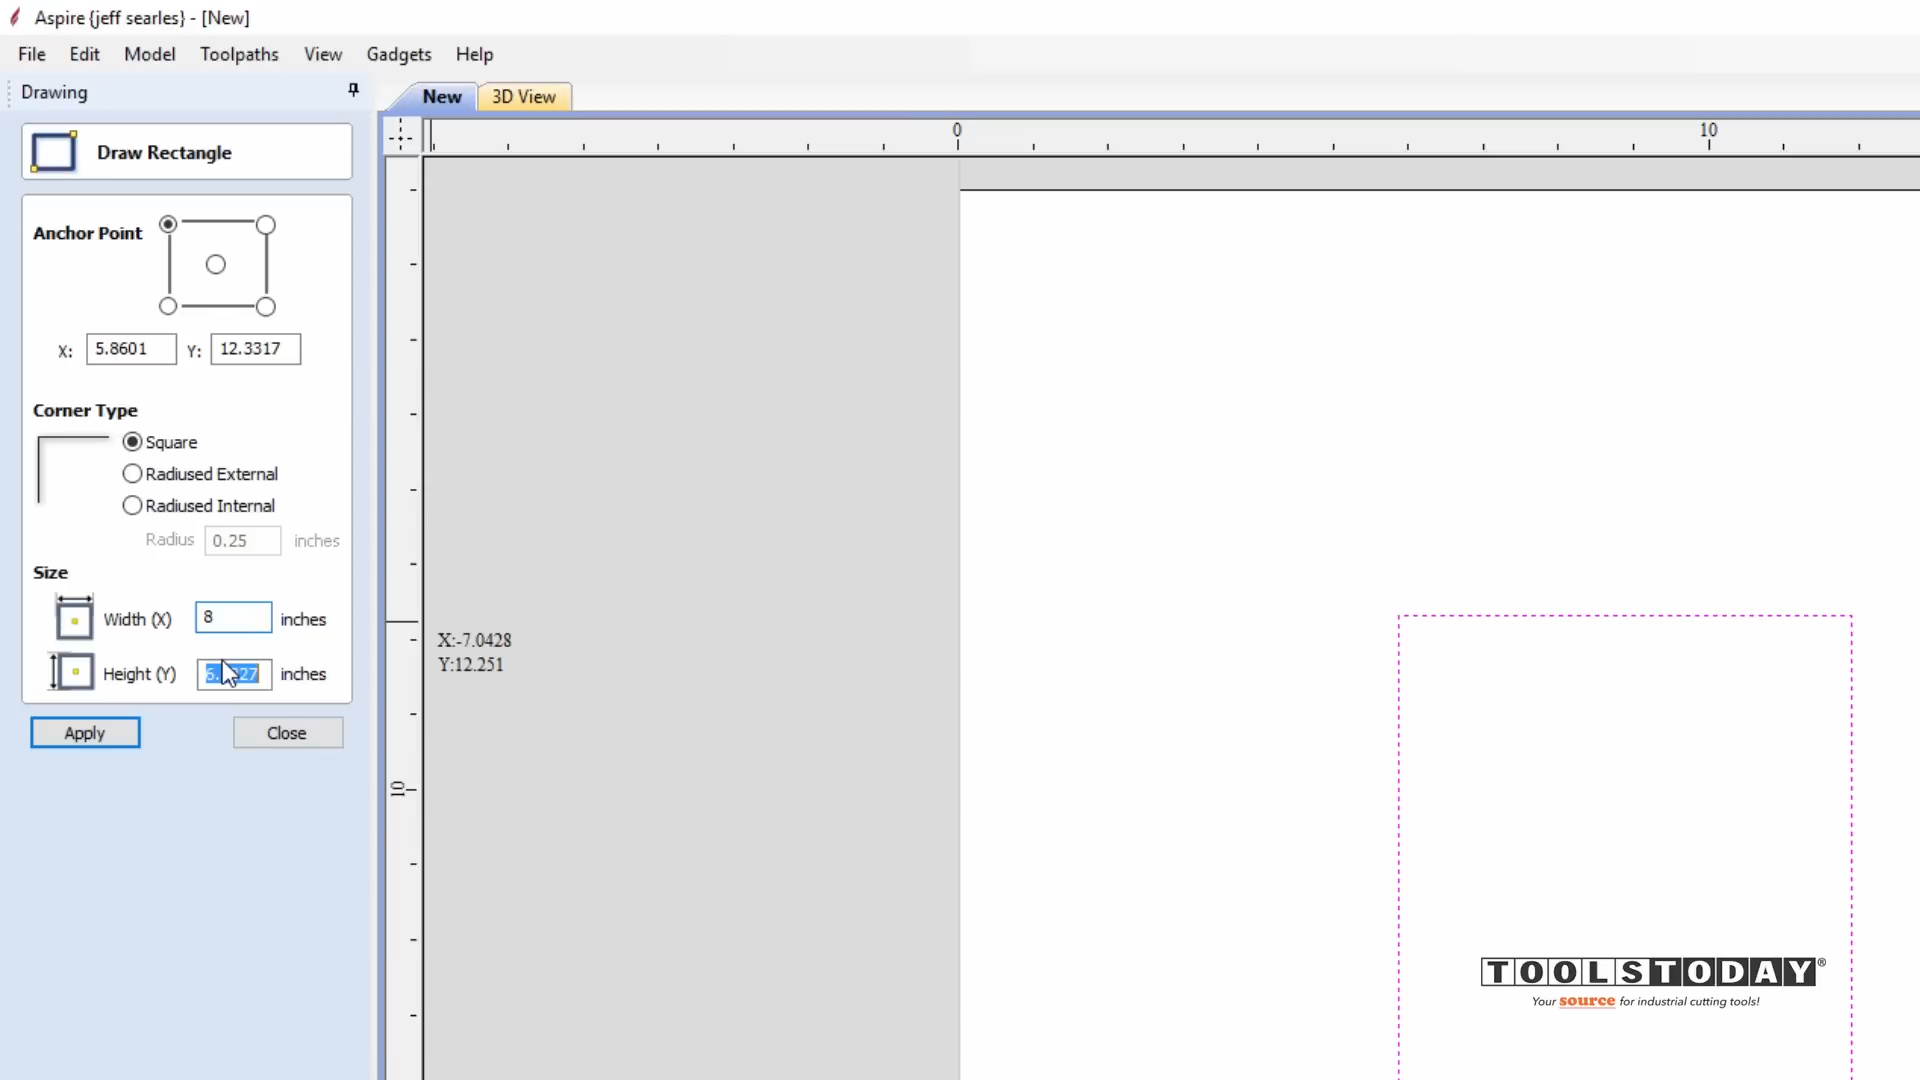 Aspire {jeff searles} - [New]
File Edit Model Toolpaths View Gadgets Help
Drawing
New 3D View
Draw Rectangle
0 10
Anchor Point
X: 5.8601 Y: 12.3317
Corner Type
Square
Radiused External
Radiused Internal
Radius 0.25 inches
Size
Width (X) 8 inches
Height (Y) inches
X:-7.0428
Y:12.251
Apply Close
10
TOOLSTODAY®
Your source for industrial cutting tools!